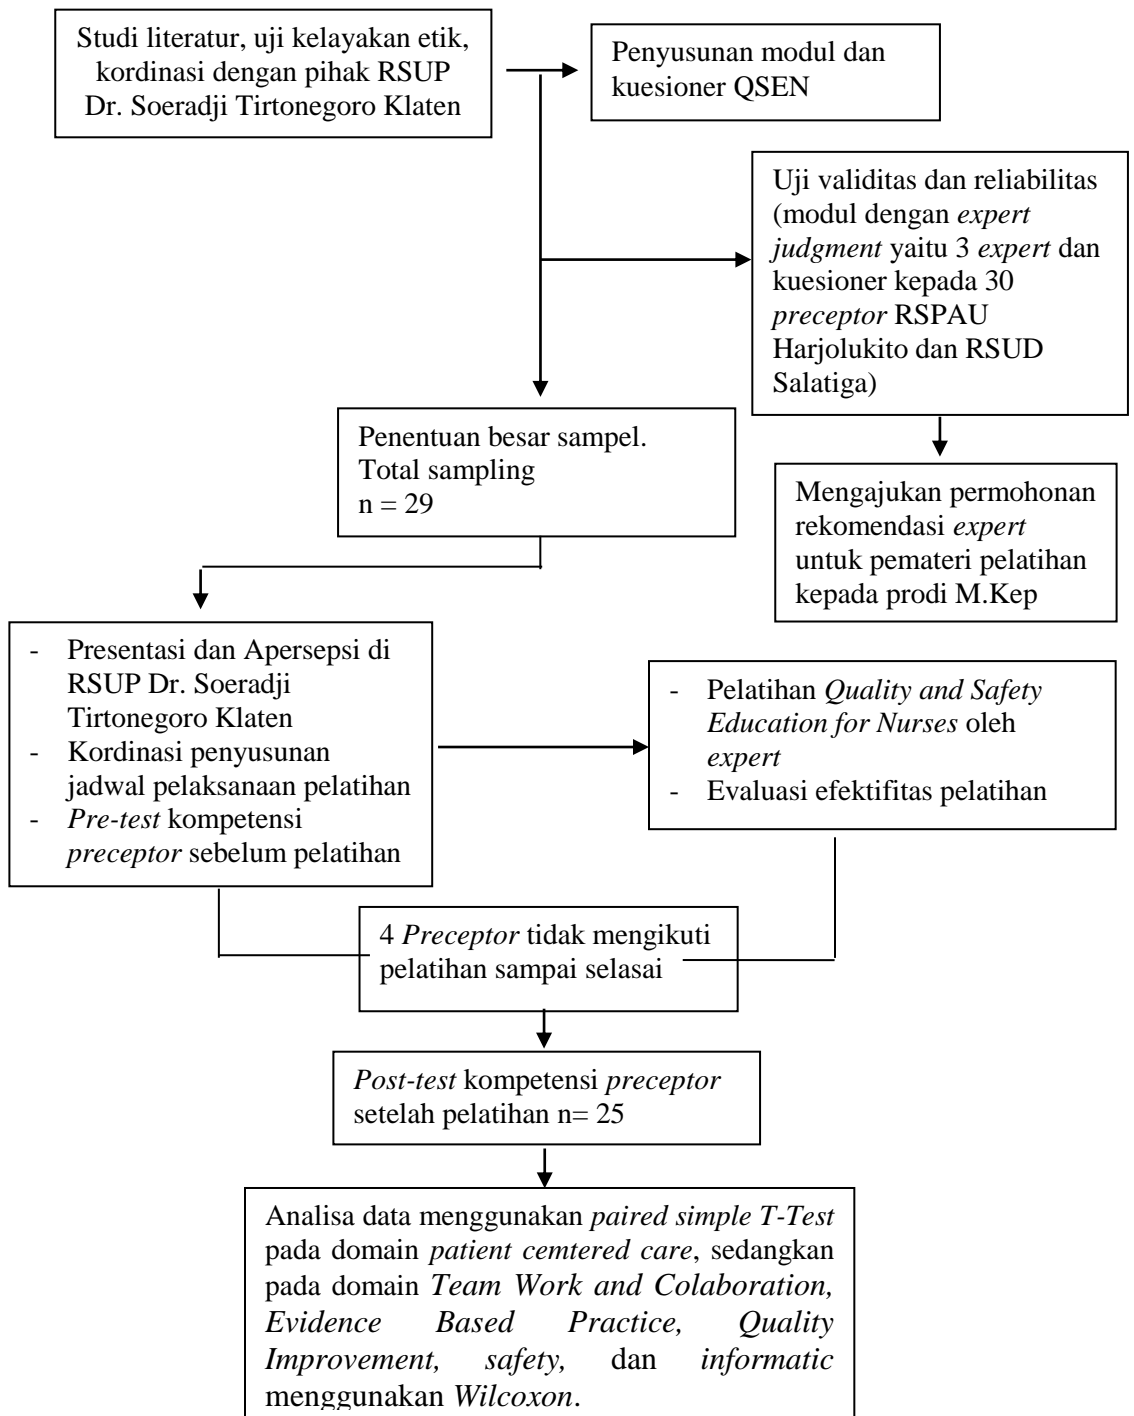 Studi literatur, uji kelayakan etik,
kordinasi dengan pihak RSUP
Dr. Soeradji Tirtonegoro Klaten
Penyusunan modul dan
kuesioner QSEN
Uji validitas dan reliabilitas
(modul dengan expert
judgment yaitu 3 expert dan
kuesioner kepada 30
preceptor RSPAU
Harjolukito dan RSUD
Salatiga)
Penentuan besar sampel.
Total sampling
n = 29
Mengajukan permohonan
rekomendasi expert
untuk pemateri pelatihan
kepada prodi M.Kep
- Presentasi dan Apersepsi di
RSUP Dr. Soeradji
Tirtonegoro Klaten
- Kordinasi penyusunan
jadwal pelaksanaan pelatihan
- Pre-test kompetensi
preceptor sebelum pelatihan
- Pelatihan Quality and Safety
Education for Nurses oleh
expert
- Evaluasi efektifitas pelatihan
4 Preceptor tidak mengikuti
pelatihan sampai selasai
Post-test kompetensi preceptor
setelah pelatihan n= 25
Analisa data menggunakan paired simple T-Test
pada domain patient cemtered care, sedangkan
pada domain Team Work and Colaboration,
Evidence Based Practice, Quality
Improvement, safety, dan informatic
menggunakan Wilcoxon.